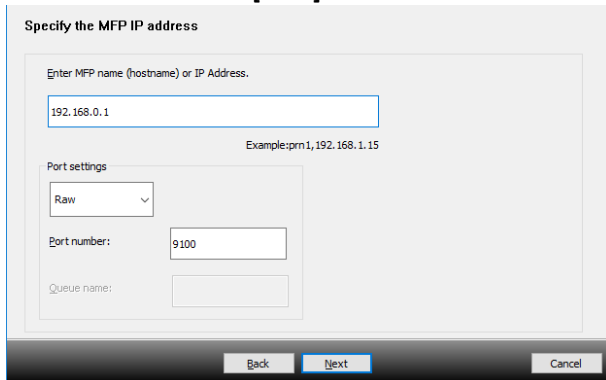 Specify the MFP IP address
Enter MFP name (hostname) or IP Address.
192.168.0.1
Example:prn1,192.168.1.15
Port settings
Raw
Port number:
9100
Queue name:
Back
Next
Cancel